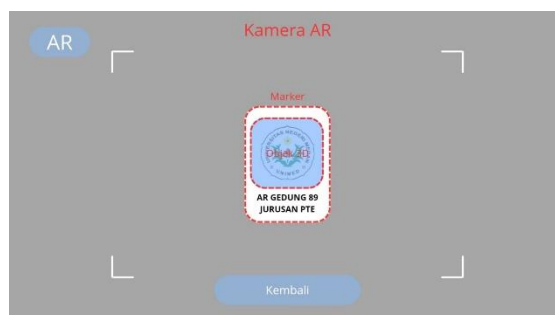 Kamera AR
AR
Marker
Objek 3D
AR GEDUNG 89
JURUSAN PTE
Kembali